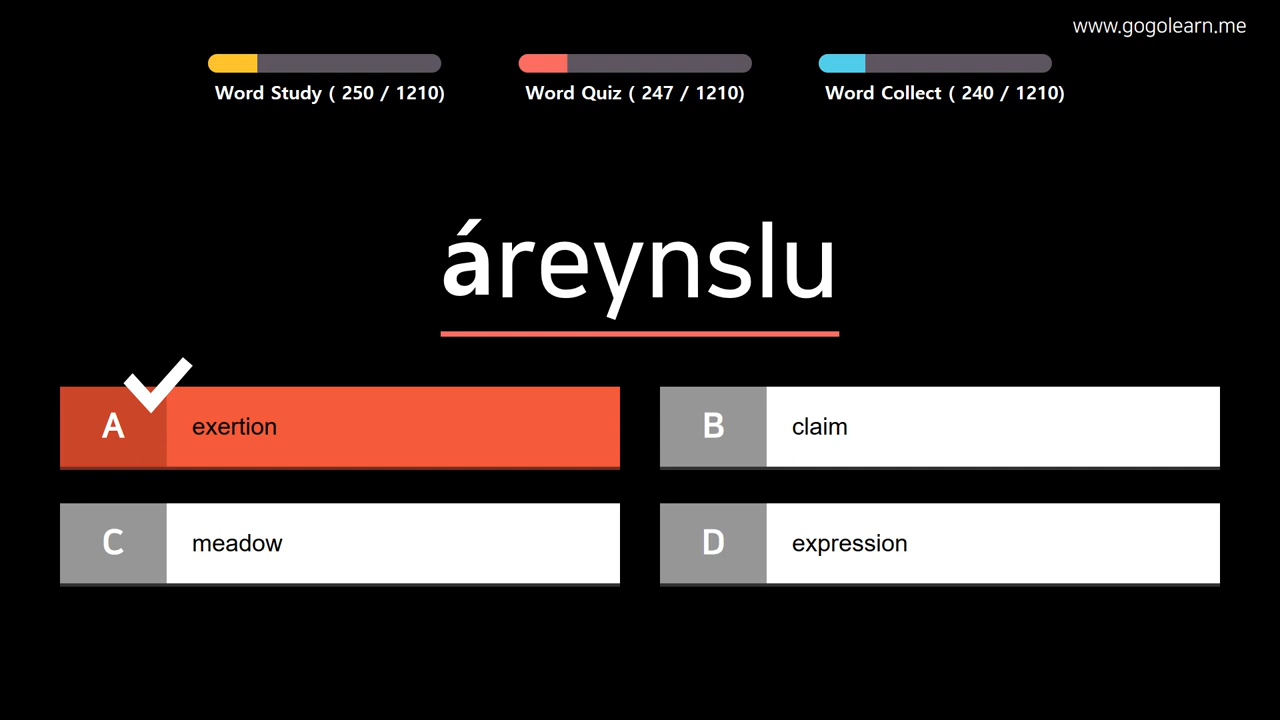 www.gogolearn.me
Word Study ( 250 / 1210)
Word Quiz ( 247 / 1210)
Word Collect ( 240 / 1210)
áreynslu
A exertion
B claim
C meadow
D expression